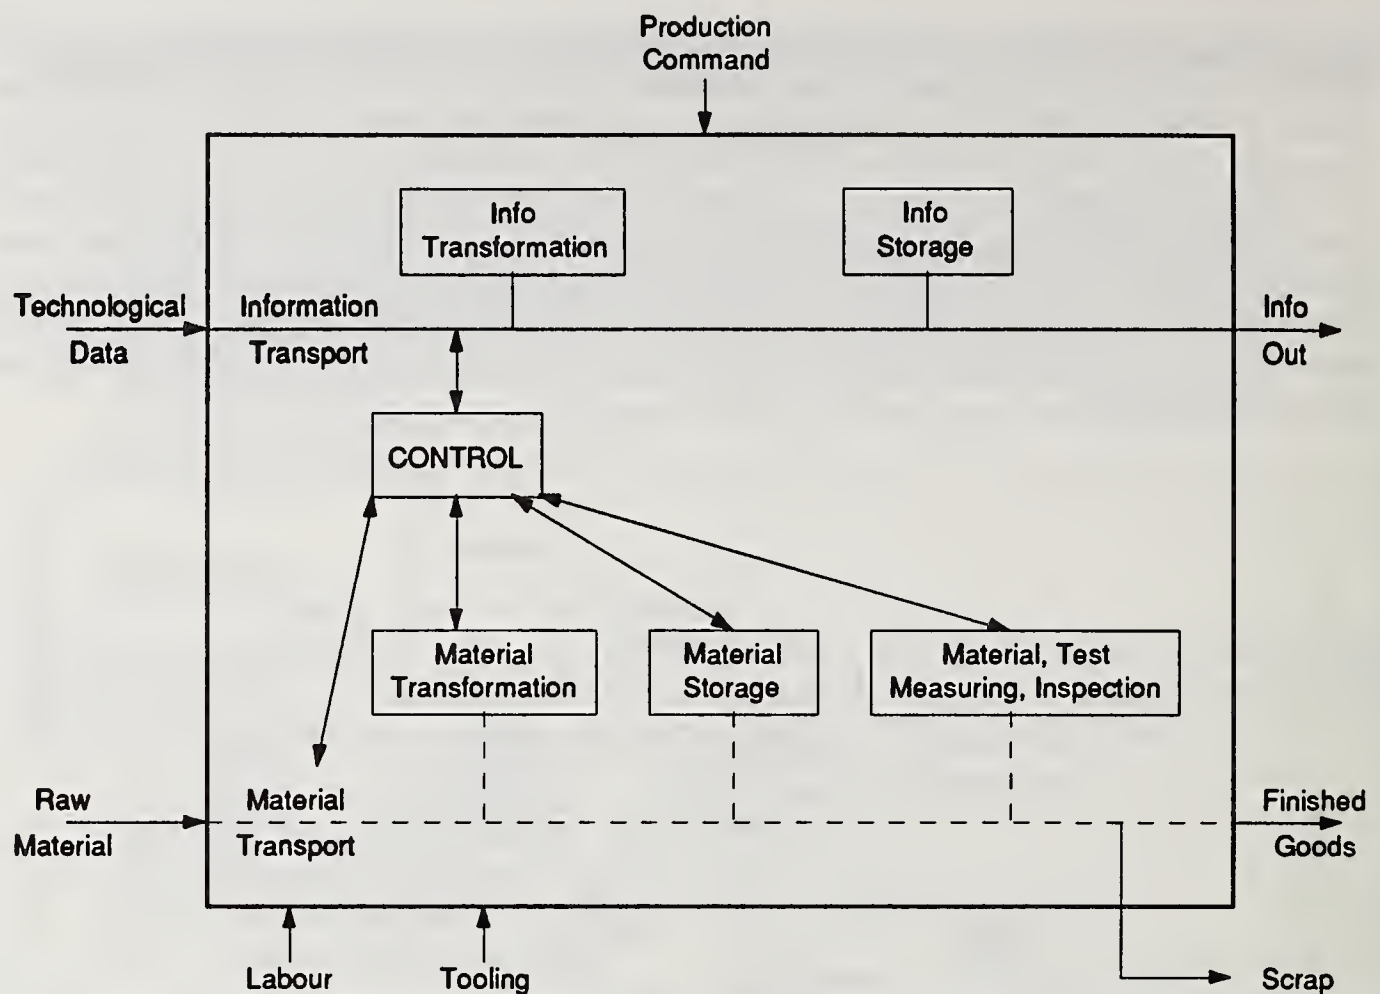 Production
Command
Info
Transformation
Info
Storage
Technological
Data
Information
Transport
Info
Out
CONTROL
Material
Transformation
Material
Storage
Material, Test
Measuring, Inspection
Raw
Material
Material
Transport
Finished
Goods
Labour
Tooling
Scrap